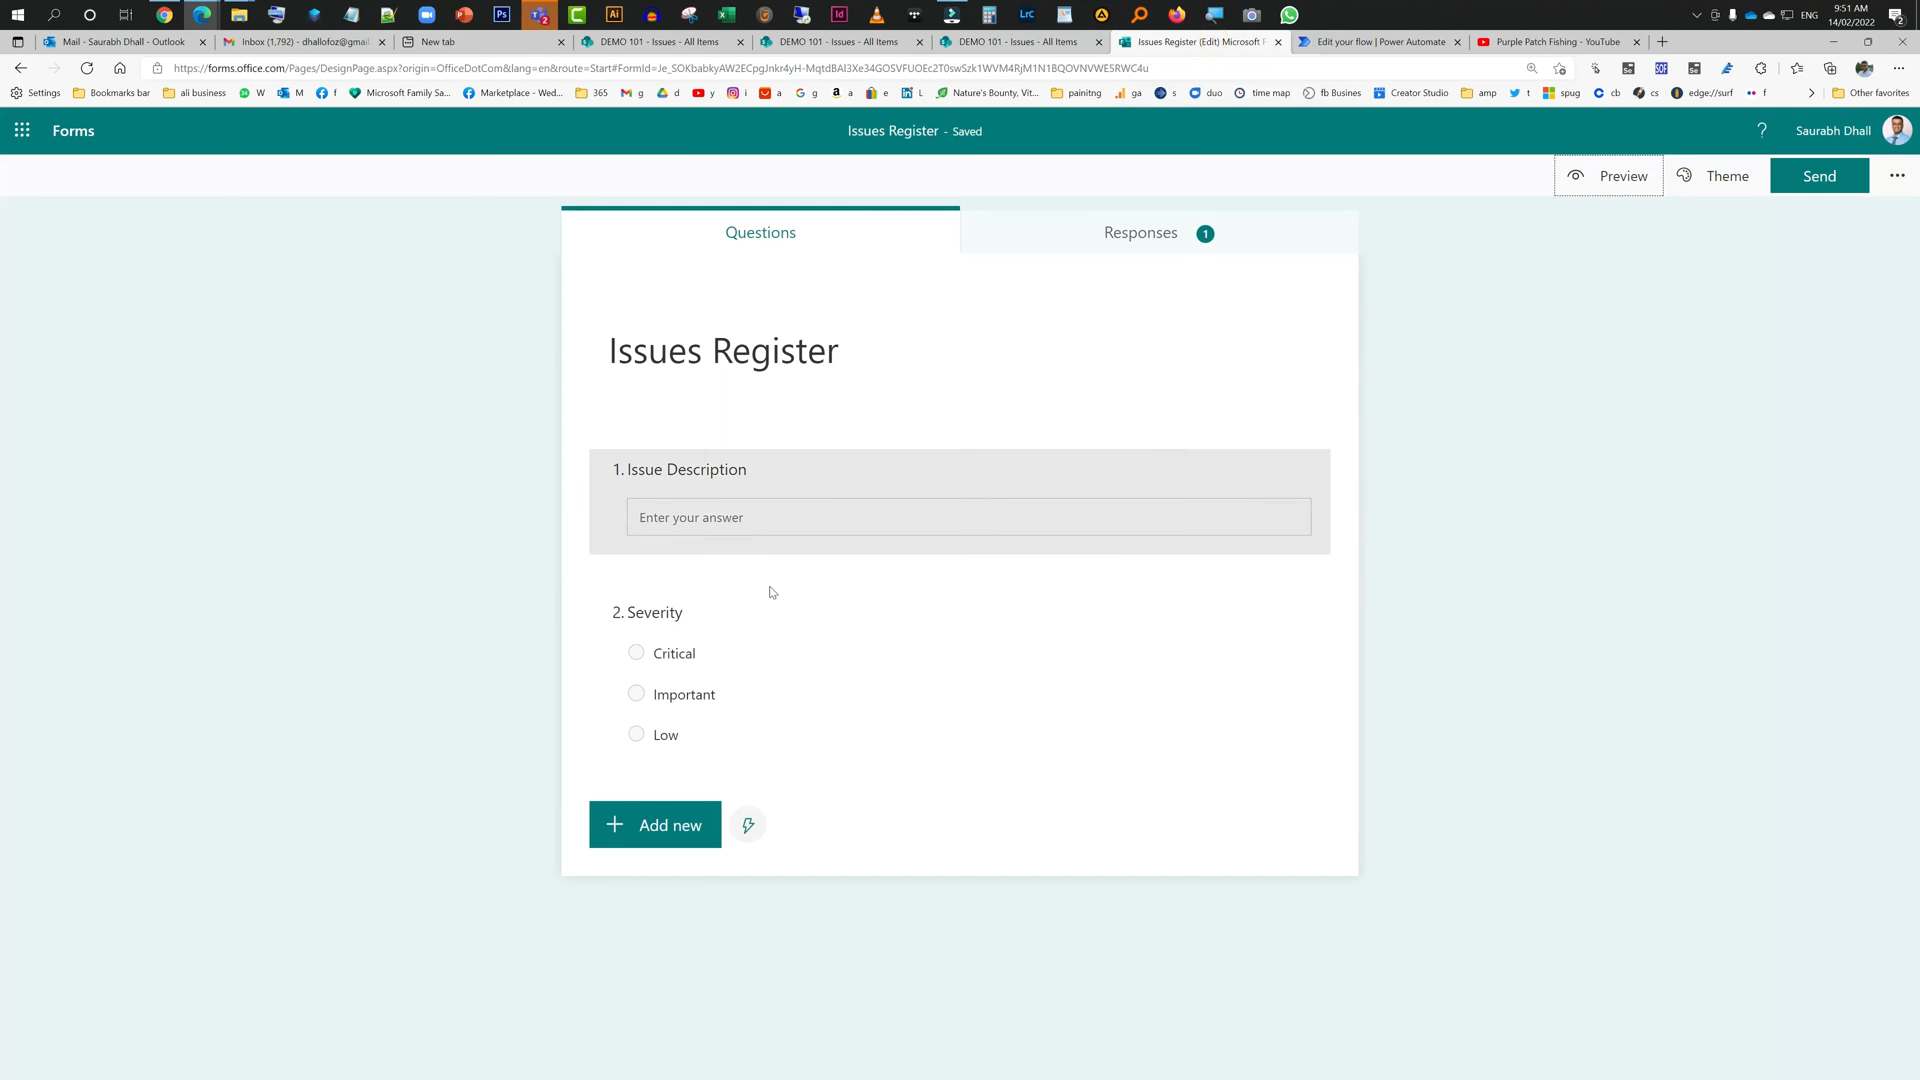 9:51 AM
ENG
14/02/2022
Mail - Saurabh Dhall - Outlook
Inbox (1,792) - dhallofoz@gmail
New tab
DEMO 101 - Issues - All Items
DEMO 101 - Issues - All Items
DEMO 101 - Issues - All Items
Issues Register (Edit) Microsoft F
Edit your flow | Power Automate
Purple Patch Fishing - YouTube
https://forms.office.com/Pages/DesignPage.aspx?origin=OfficeDotCom&lang=en&route=Start#FormId=Je_SOKbabkyAW2ECpgJnkr4yH-MqtdBAI3Xe34GOSVFUOEc2T0swSzk1WVM4RjM1N1BQOVNVWE5RWC4u
Settings
Bookmarks bar
ali business
W
M
f
Microsoft Family Sa...
Marketplace - Wed...
365
g
d
y
i
a
g
a
e
L
Nature's Bounty, Vit...
painitng
ga
s
duo
time map
fb Busines
Creator Studio
amp
t
spug
cb
cs
edge://surf
f
Other favorites
Forms
Issues Register - Saved
?
Saurabh Dhall
Preview
Theme
Send
Questions
Responses 1
Issues Register
1. Issue Description
Enter your answer
2. Severity
Critical
Important
Low
+ Add new